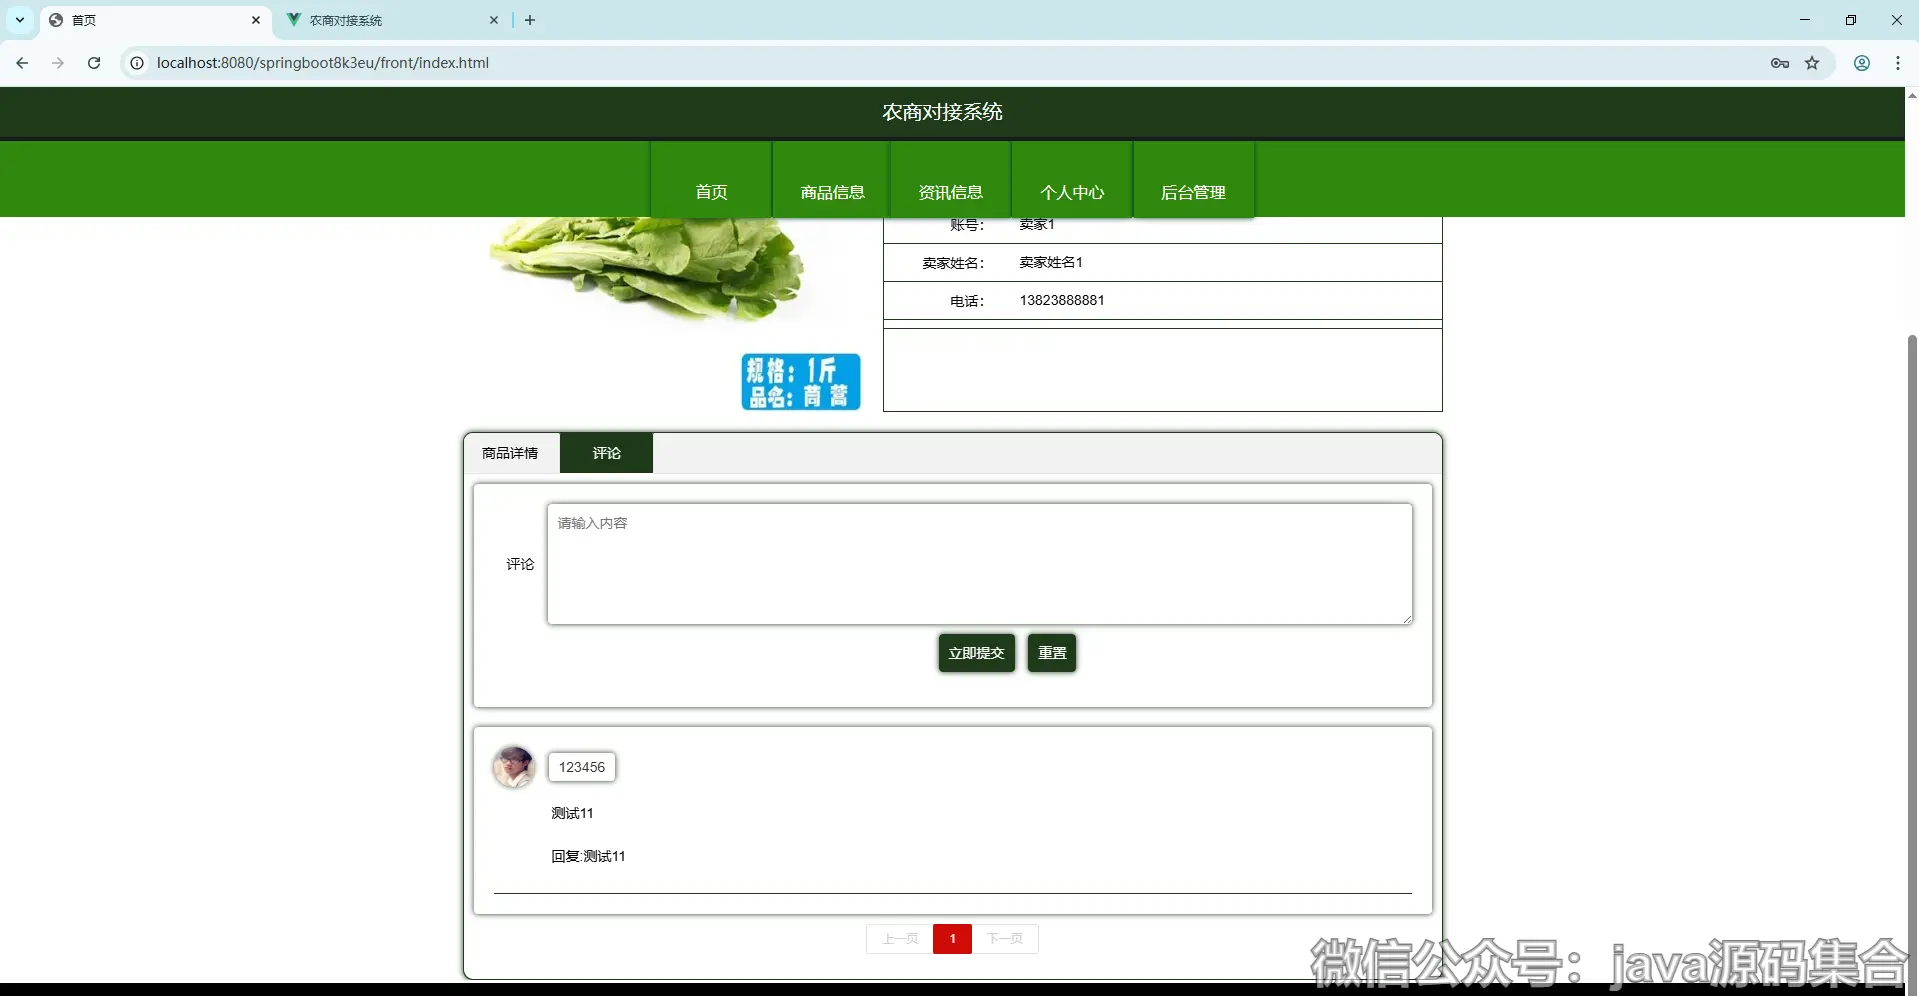 首页
农商对接系统
localhost:8080/springboot8k3eu/front/index.html
农商对接系统
首页
商品信息
资讯信息
个人中心
后台管理
账号：
卖家1
卖家姓名：
卖家姓名1
电话：
13823888881
规格：1斤
品名：茼蒿
商品详情
评论
评论
请输入内容
立即提交
重置
123456
测试11
回复:测试11
上一页
1
下一页
微信公众号：java源码集合